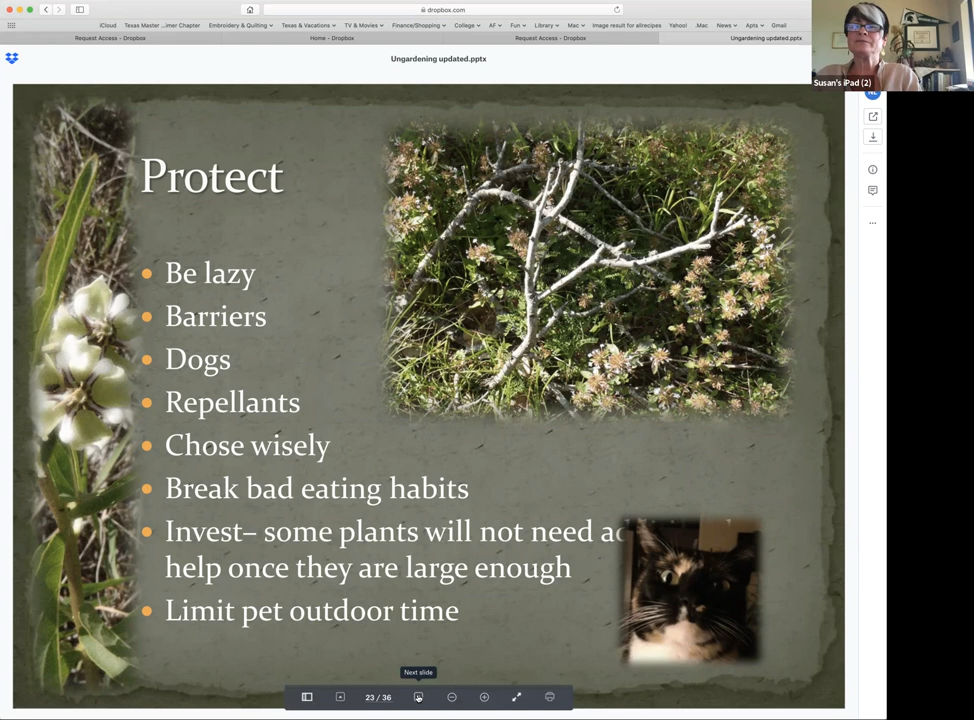 dropbox.com
iCloud Texas Master ...imer Chapter Embroidery & Quilting Texas & Vacations TV & Movies Finance/Shopping College AF Fun Library Mac Image result for allrecipes Yahoo! .Mac News Apts Gmail
Request Access - Dropbox Home - Dropbox Request Access - Dropbox Ungardening updated.pptx
Ungardening updated.pptx
Susan's iPad (2)
NL
Protect
• Be lazy
• Barriers
• Dogs
• Repellants
• Chose wisely
• Break bad eating habits
• Invest– some plants will not need
help once they are large enough
• Limit pet outdoor time
Next slide
23 / 36